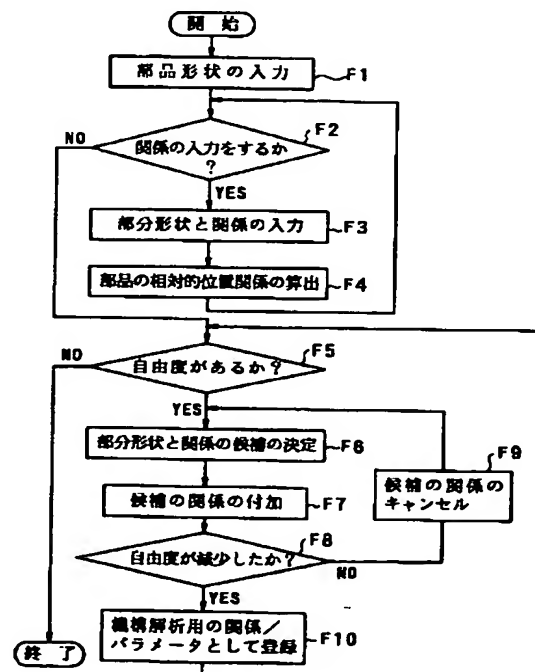 開始
部品形状の入力
F1
F2
NO
関係の入力をするか
?
YES
部分形状と関係の入力
F3
部品の相対的位置関係の算出
F4
F5
NO
自由度があるか?
YES
部分形状と関係の候補の決定
F6
F9
候補の関係の
キャンセル
候補の関係の付加
F7
F8
自由度が減少したか?
NO
YES
機構解析用の関係/
パラメータとして登録
F10
終了